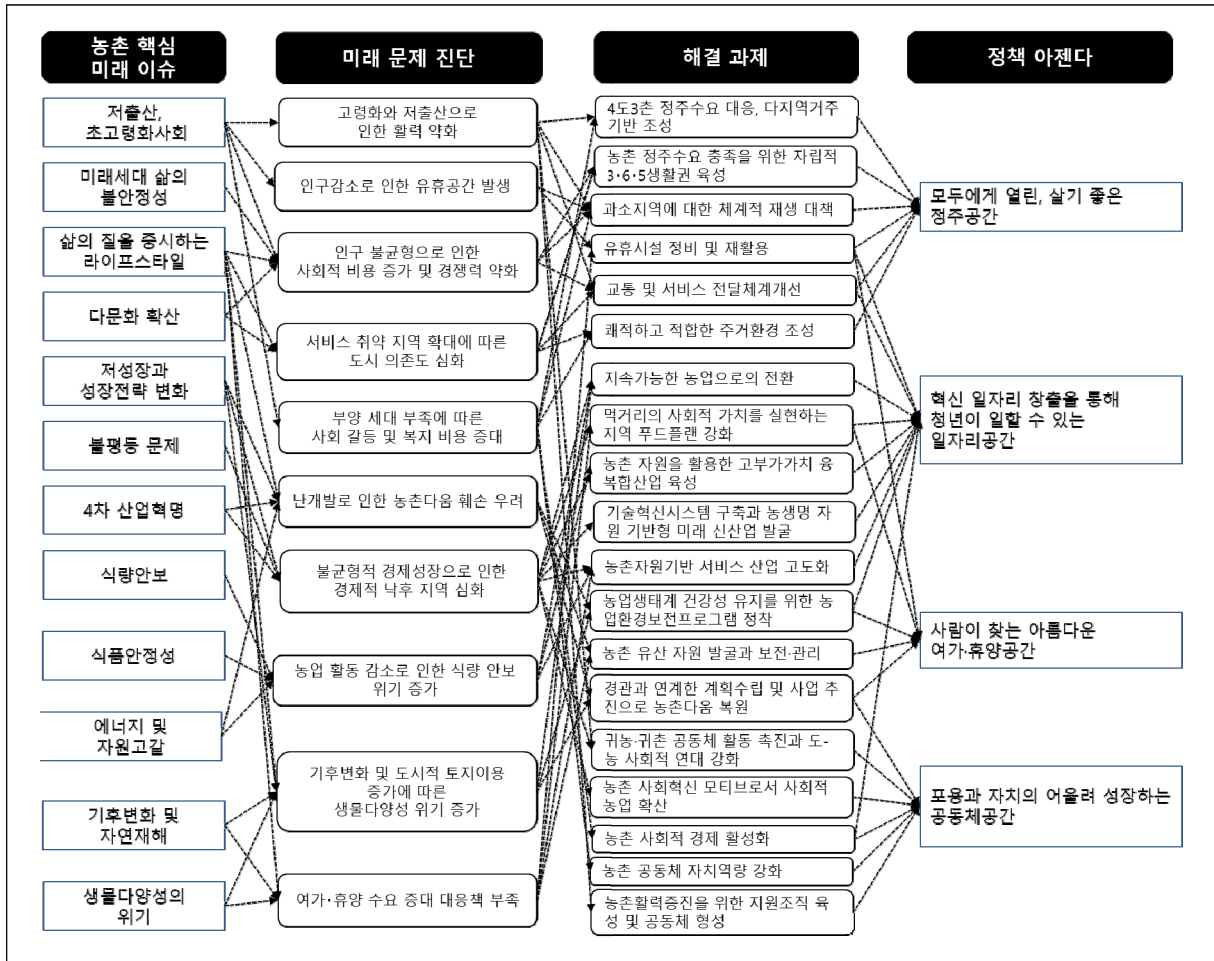 농촌 핵심
미래 이슈
저출산,
초고령화사회
미래세대 삶의
불안정성
삶의 질을 중시하는
라이프스타일
다문화 확산
저성장과
성장전략 변화
불평등 문제
4차 산업혁명
식량안보
식품안정성
에너지 및
자원고갈
기후변화 및
자연재해
생물다양성의
위기
미래 문제 진단
고령화와 저출산으로
인한 활력 약화
인구감소로 인한 유휴공간 발생
인구 불균형으로 인한
사회적 비용 증가 및 경쟁력 약화
서비스 취약 지역 확대에 따른
도시 의존도 심화
부양 세대 부족에 따른
사회 갈등 및 복지 비용 증대
난개발로 인한 농촌다움 훼손 우려
불균형적 경제성장으로 인한
경제적 낙후 지역 심화
농업 활동 감소로 인한 식량 안보
위기 증가
기후변화 및 도시적 토지이용
증가에 따른
생물다양성 위기 증가
여가·휴양 수요 증대 대응책 부족
해결 과제
4도3촌 정주수요 대응, 다지역거주
기반 조성
농촌 정주수요 충족을 위한 자립적
3·6·5생활권 육성
과소지역에 대한 체계적 재생 대책
유휴시설 정비 및 재활용
교통 및 서비스 전달체계개선
쾌적하고 적합한 주거환경 조성
지속가능한 농업으로의 전환
먹거리의 사회적 가치를 실현하는
지역 푸드플랜 강화
농촌 자원을 활용한 고부가가치 융
복합산업 육성
기술혁신시스템 구축과 농생명 자
원 기반형 미래 신산업 발굴
농촌자원기반 서비스 산업 고도화
농업생태계 건강성 유지를 위한 농
업환경보전프로그램 정착
농촌 유산 자원 발굴과 보전·관리
경관과 연계한 계획수립 및 사업 추
진으로 농촌다움 복원
귀농·귀촌 공동체 활동 촉진과 도-
농 사회적 연대 강화
농촌 사회혁신 모티브로서 사회적
농업 확산
농촌 사회적 경제 활성화
농촌 공동체 자치역량 강화
농촌활력증진을 위한 지원조직 육
성 및 공동체 형성
정책 아젠다
모두에게 열린, 살기 좋은
정주공간
혁신 일자리 창출을 통해
청년이 일할 수 있는
일자리공간
사람이 찾는 아름다운
여가·휴양공간
포용과 자치의 어울려 성장하는
공동체공간